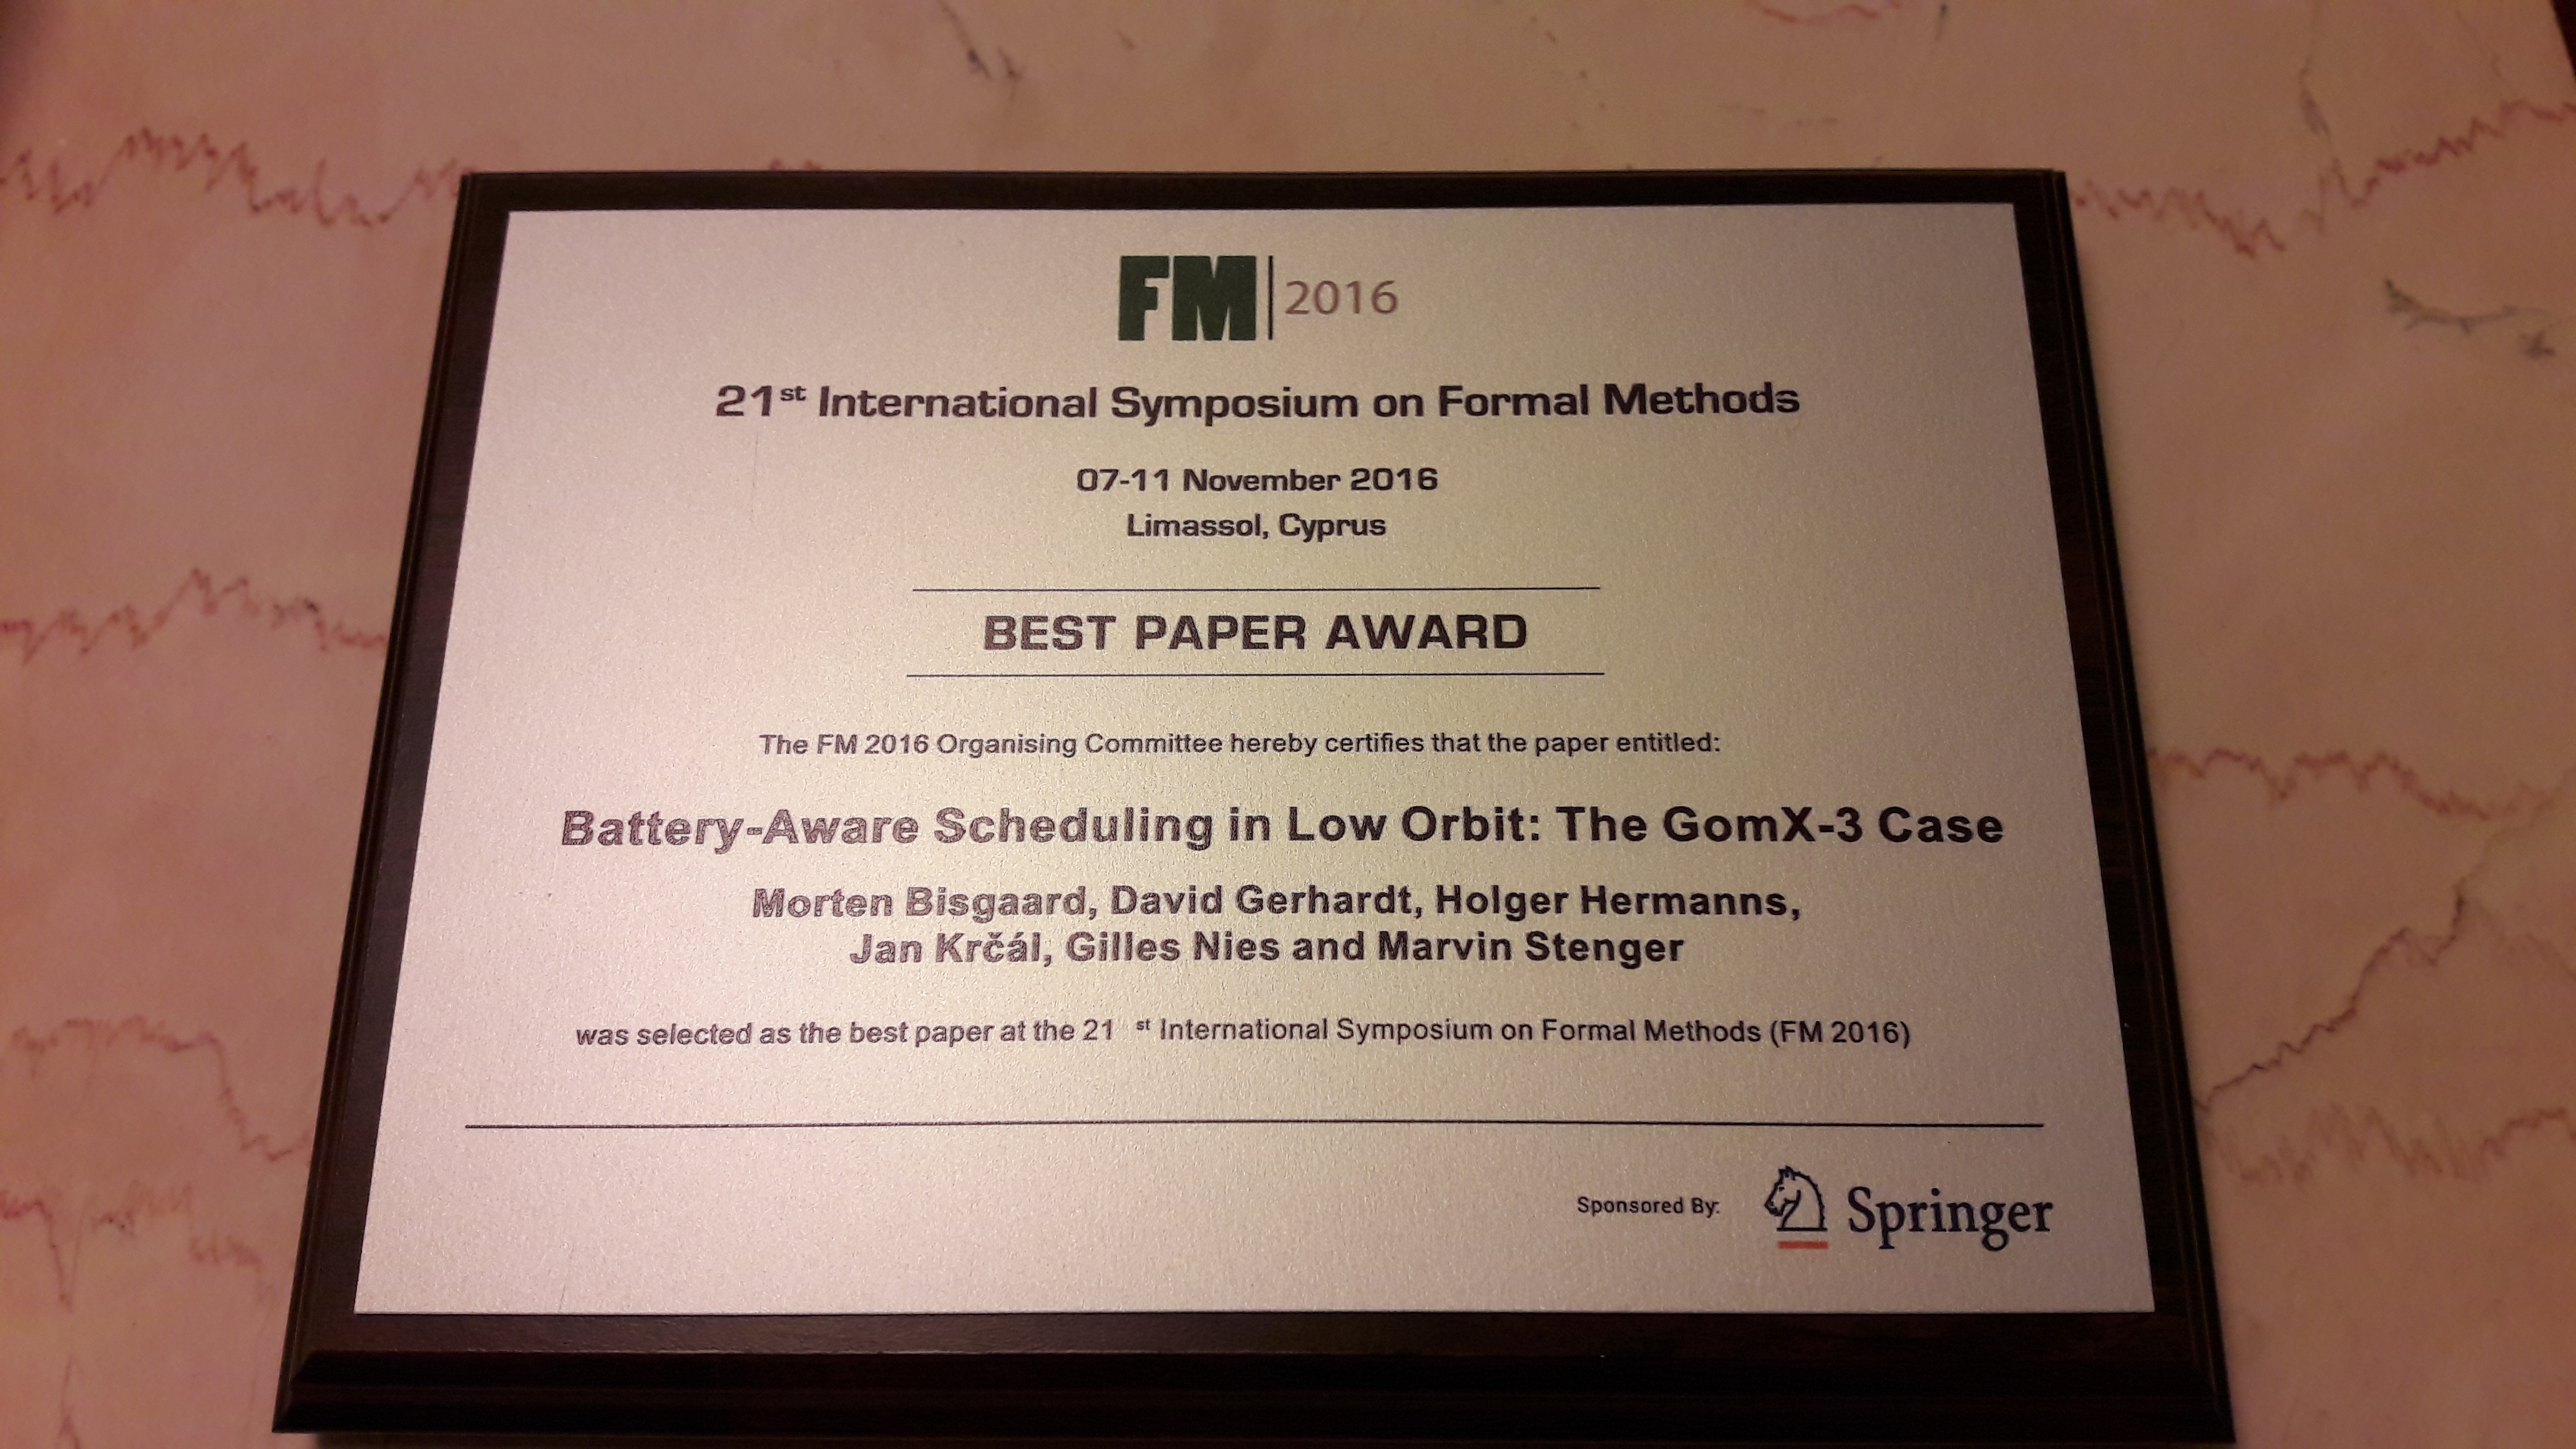 FM 2016
21st International Symposium on Formal Methods
07-11 November 2016
Limassol, Cyprus
BEST PAPER AWARD
The FM 2016 Organising Committee hereby certifies that the paper entitled:
Battery-Aware Scheduling in Low Orbit: The GomX-3 Case
Morten Bisgaard, David Gerhardt, Holger Hermanns,
Jan Krčál, Gilles Nies and Marvin Stenger
was selected as the best paper at the 21 st International Symposium on Formal Methods (FM 2016)
Sponsored By: Springer